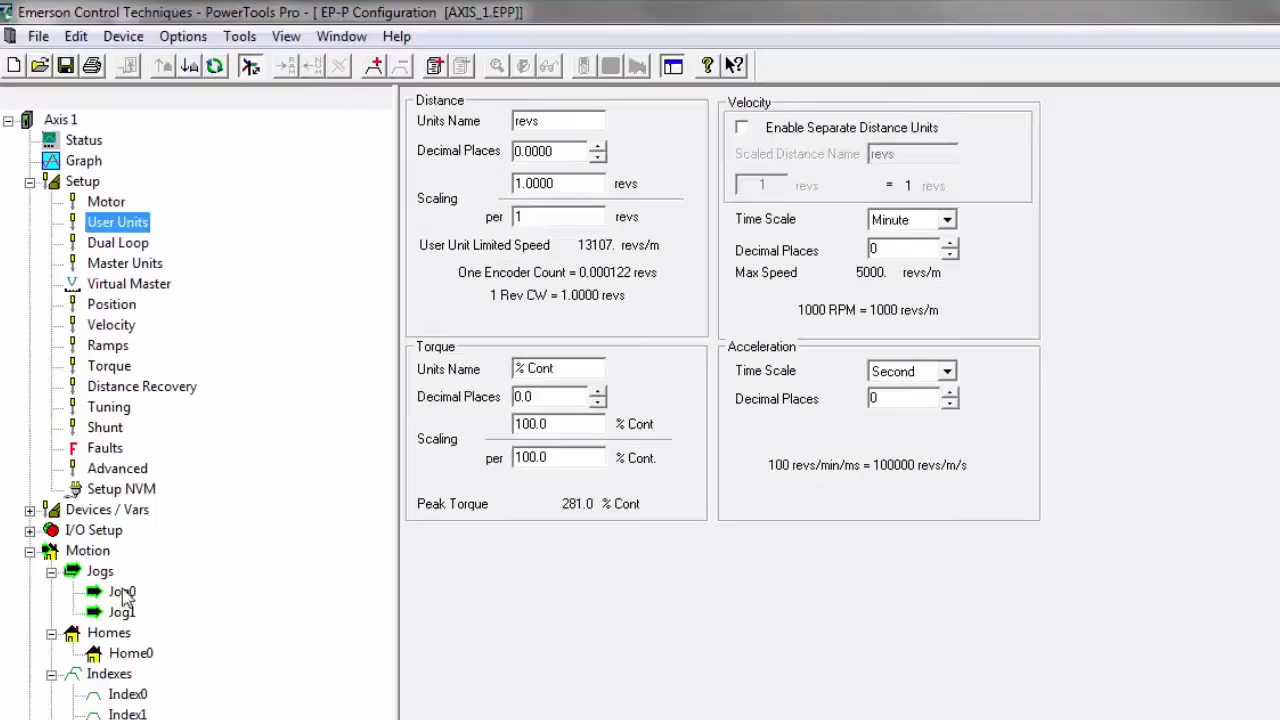 Emerson Control Techniques - PowerTools Pro - [ EP-P Configuration [AXIS_1.EPP]]
File Edit Device Options Tools View Window Help
Axis 1
Status
Graph
Setup
Motor
User Units
Dual Loop
Master Units
Virtual Master
Position
Velocity
Ramps
Torque
Distance Recovery
Tuning
Shunt
Faults
Advanced
Setup NVM
Devices / Vars
I/O Setup
Motion
Jogs
Jog0
Jog1
Homes
Home0
Indexes
Index0
Index1
Distance
Units Name revs
Decimal Places 0.0000
Scaling
1.0000 revs
per 1 revs
User Unit Limited Speed 13107. revs/m
One Encoder Count = 0.000122 revs
1 Rev CW = 1.0000 revs
Velocity
Enable Separate Distance Units
Scaled Distance Name revs
1 revs = 1 revs
Time Scale Minute
Decimal Places 0
Max Speed 5000. revs/m
1000 RPM = 1000 revs/m
Torque
Units Name % Cont
Decimal Places 0.0
Scaling
100.0 % Cont
per 100.0 % Cont.
Peak Torque 281.0 % Cont
Acceleration
Time Scale Second
Decimal Places 0
100 revs/min/ms = 100000 revs/m/s